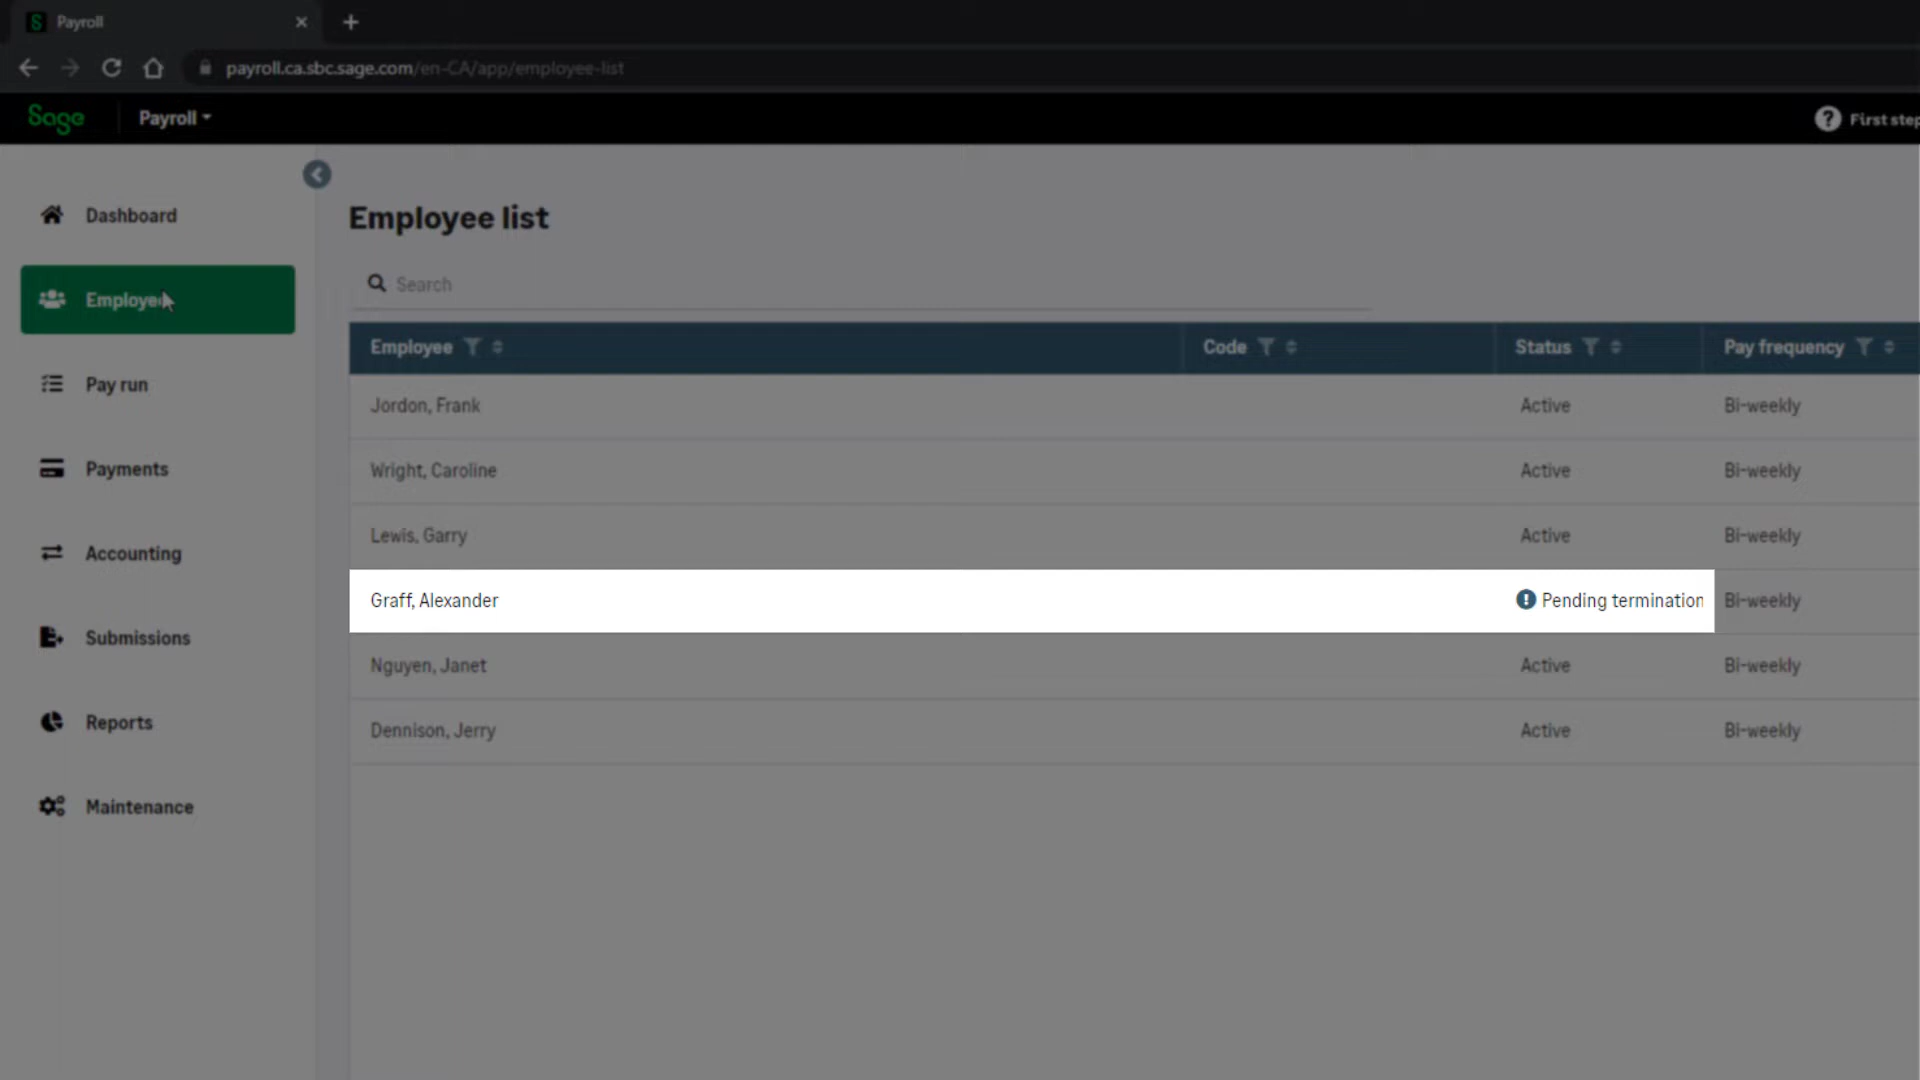 S Payroll
payroll.ca.sbc.sage.com/en-CA/app/employee-list
Sage Payroll ? First step
Dashboard
Employee list
Employee
Search
Employee Code Status Pay frequency
Pay run
Jordon, Frank Active Bi-weekly
Payments
Wright, Caroline Active Bi-weekly
Lewis, Garry Active Bi-weekly
Accounting
Graff, Alexander Pending termination Bi-weekly
Submissions
Nguyen, Janet Active Bi-weekly
Reports
Dennison, Jerry Active Bi-weekly
Maintenance